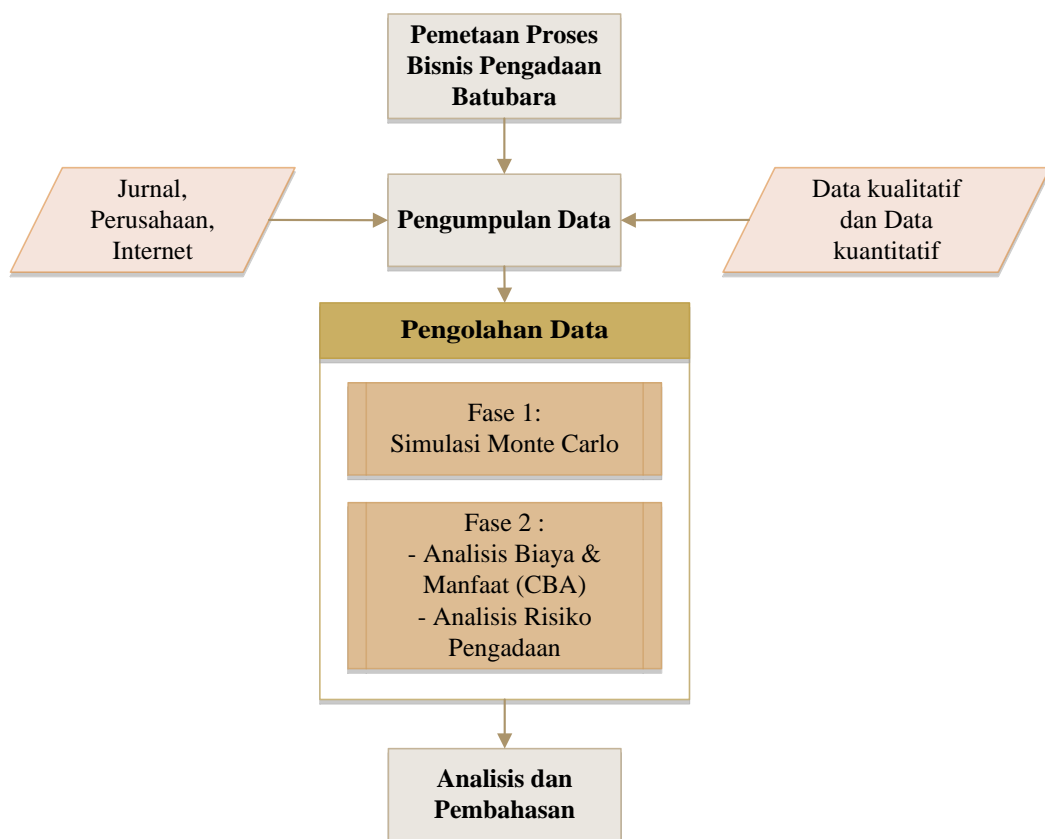 Pemetaan Proses
Bisnis Pengadaan
Batubara
Jurnal,
Perusahaan,
Internet
Pengumpulan Data
Data kualitatif
dan Data
kuantitatif
Pengolahan Data
Fase 1:
Simulasi Monte Carlo
Fase 2 :
- Analisis Biaya &
Manfaat (CBA)
- Analisis Risiko
Pengadaan
Analisis dan
Pembahasan